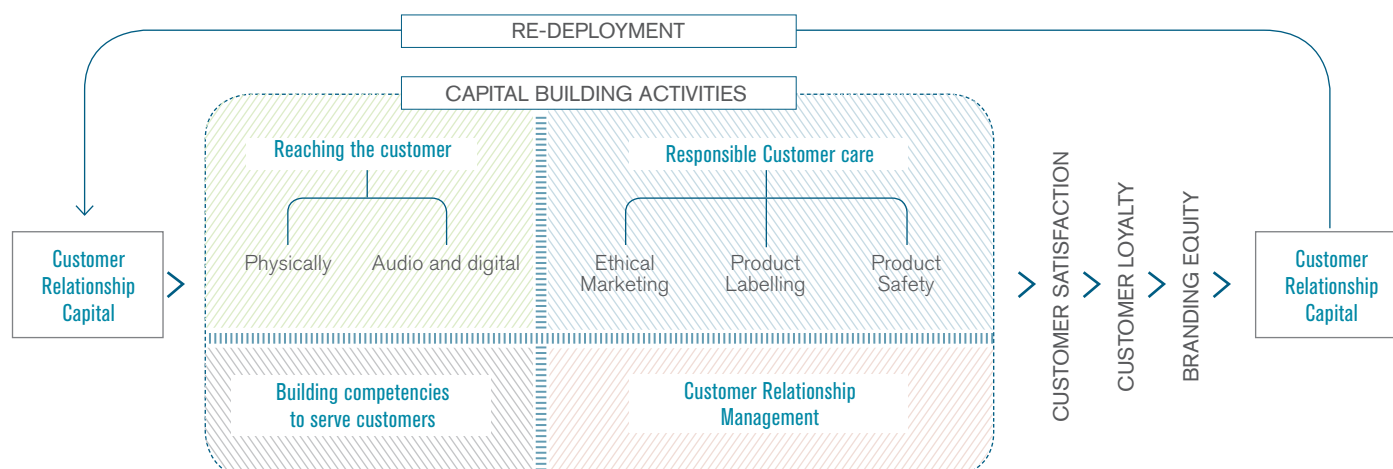 RE-DEPLOYMENT
CAPITAL BUILDING ACTIVITIES
Reaching the customer
Responsible Customer care
Physically
Audio and digital
Ethical
Marketing
Product
Labelling
Product
Safety
Customer
Relationship
Capital
Building competencies
to serve customers
Customer Relationship
Management
CUSTOMER SATISFACTION
CUSTOMER LOYALTY
BRANDING EQUITY
Customer
Relationship
Capital